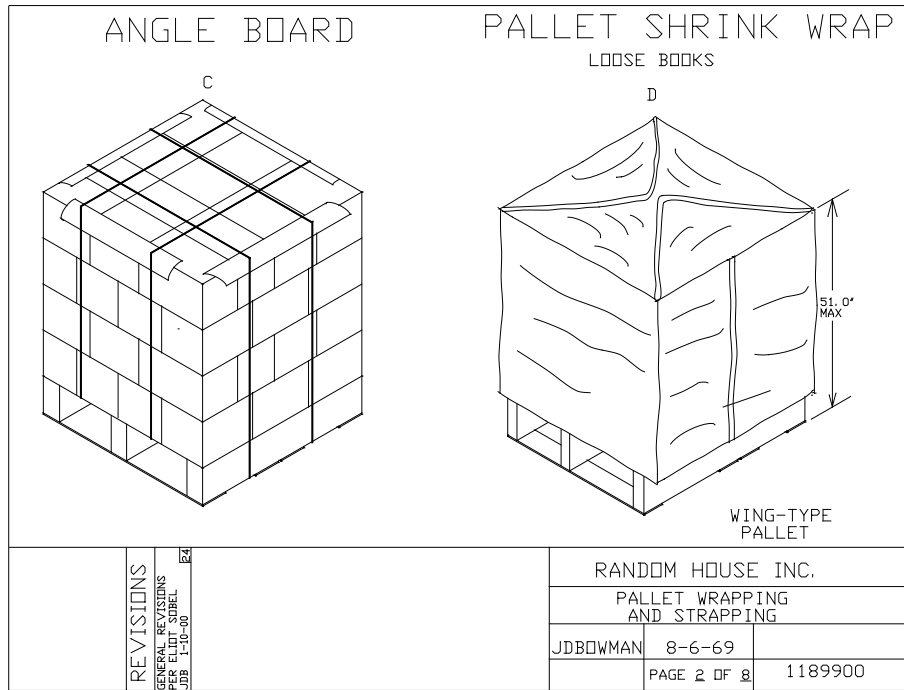 ANGLE BOARD
C
PALLET SHRINK WRAP
LOOSE BOOKS
D
51.0"
MAX
WING-TYPE
PALLET
REVISIONS
GENERAL REVISIONS
PER ELIOT SOBEL
JDB 1-10-00
24
RANDOM HOUSE INC.
PALLET WRAPPING
AND STRAPPING
JDBOWMAN
8-6-69
PAGE 2 OF 8
1189900